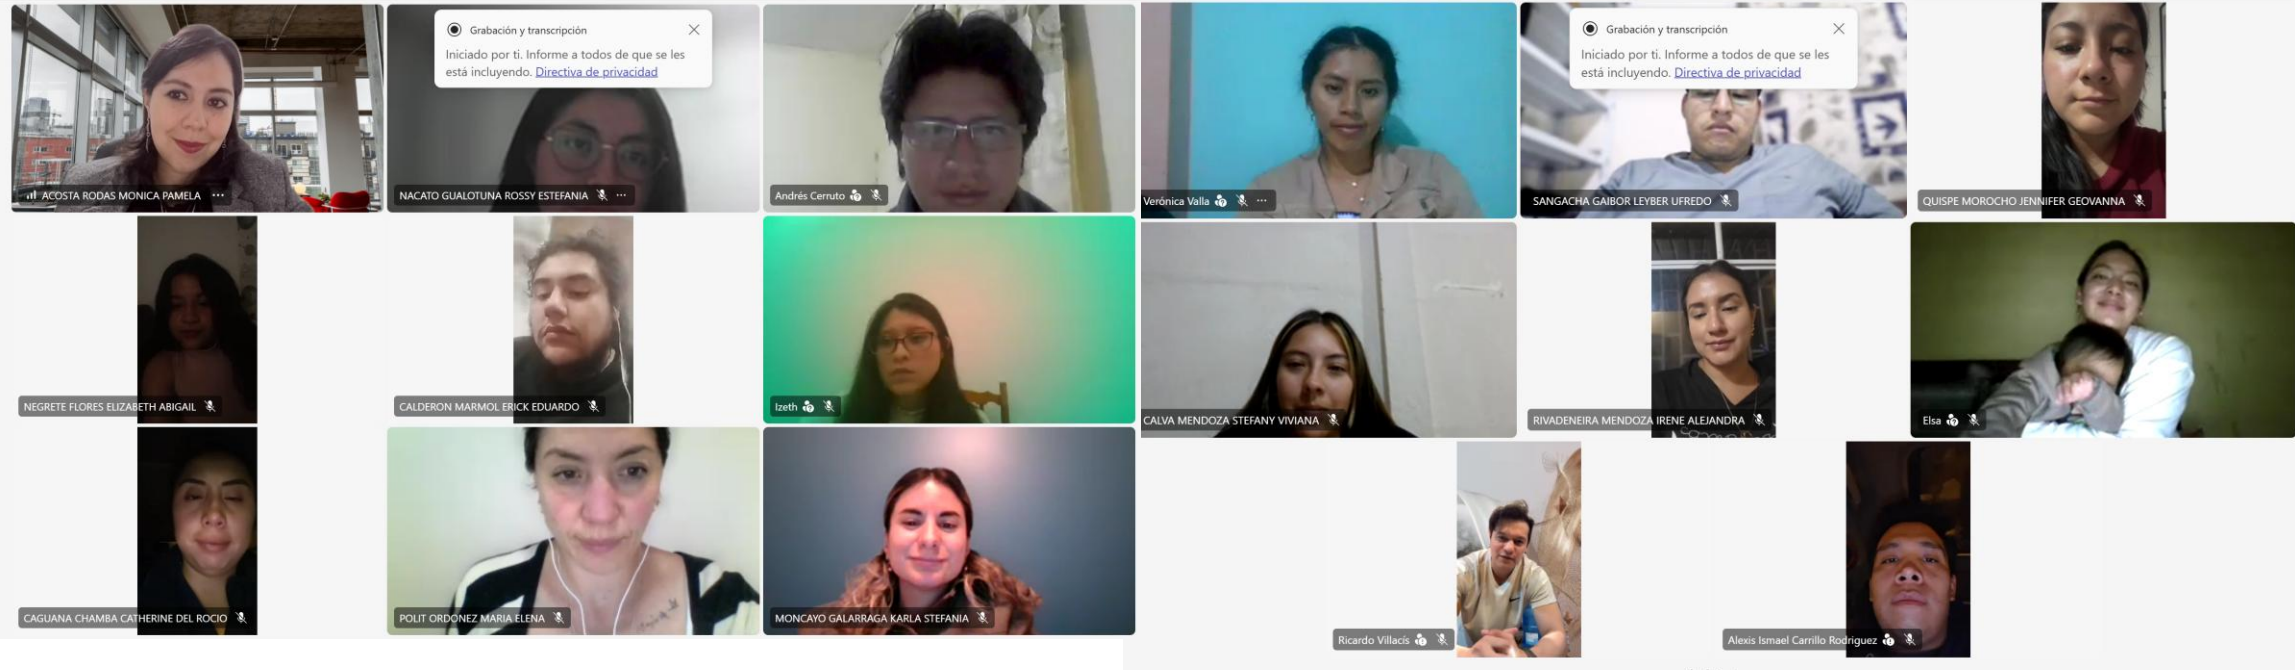 Grabación y transcripción
Iniciado por ti. Informe a todos de que se les
está incluyendo. Directiva de privacidad
ACOSTA RODAS MONICA PAMELA
NACATO GUALOTUNA ROSSY ESTEFANIA
Andrés Cerruto
NEGRETE FLORES ELIZABETH ABIGAIL
CALDERON MARMOL ERICK EDUARDO
Izeth
CAGUANA CHAMBA CATHERINE DEL ROCIO
POLIT ORDONEZ MARIA ELENA
MONCAYO GALARRAGA KARLA STEFANIA
Grabación y transcripción
Iniciado por ti. Informe a todos de que se les
está incluyendo. Directiva de privacidad
Verónica Valla
SANGACHA GAIBOR LEYBER UFREDO
QUISPE MOROCHO JENNIFER GEOVANNA
CALVA MENDOZA STEFANY VIVIANA
RIVADENEIRA MENDOZA IRENE ALEJANDRA
Elsa
Ricardo Villacís
Alexis Ismael Carrillo Rodriguez